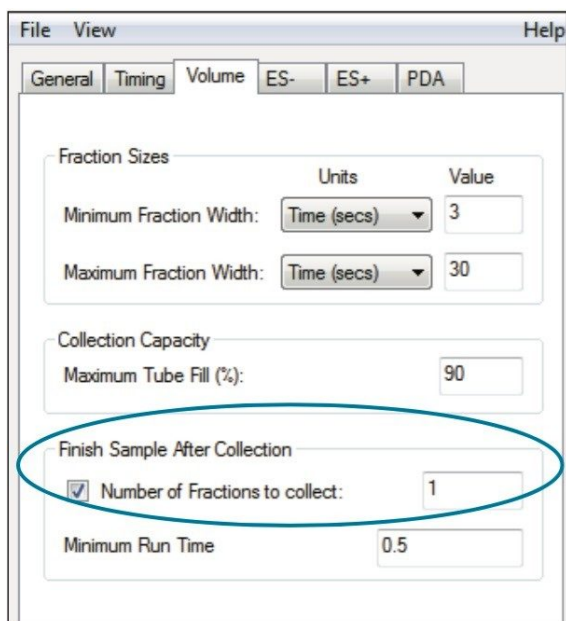 File View Help
General Timing Volume ES- ES+ PDA
Fraction Sizes
Units Value
Minimum Fraction Width: Time (secs) 3
Maximum Fraction Width: Time (secs) 30
Collection Capacity
Maximum Tube Fill (%): 90
Finish Sample After Collection
Number of Fractions to collect: 1
Minimum Run Time 0.5